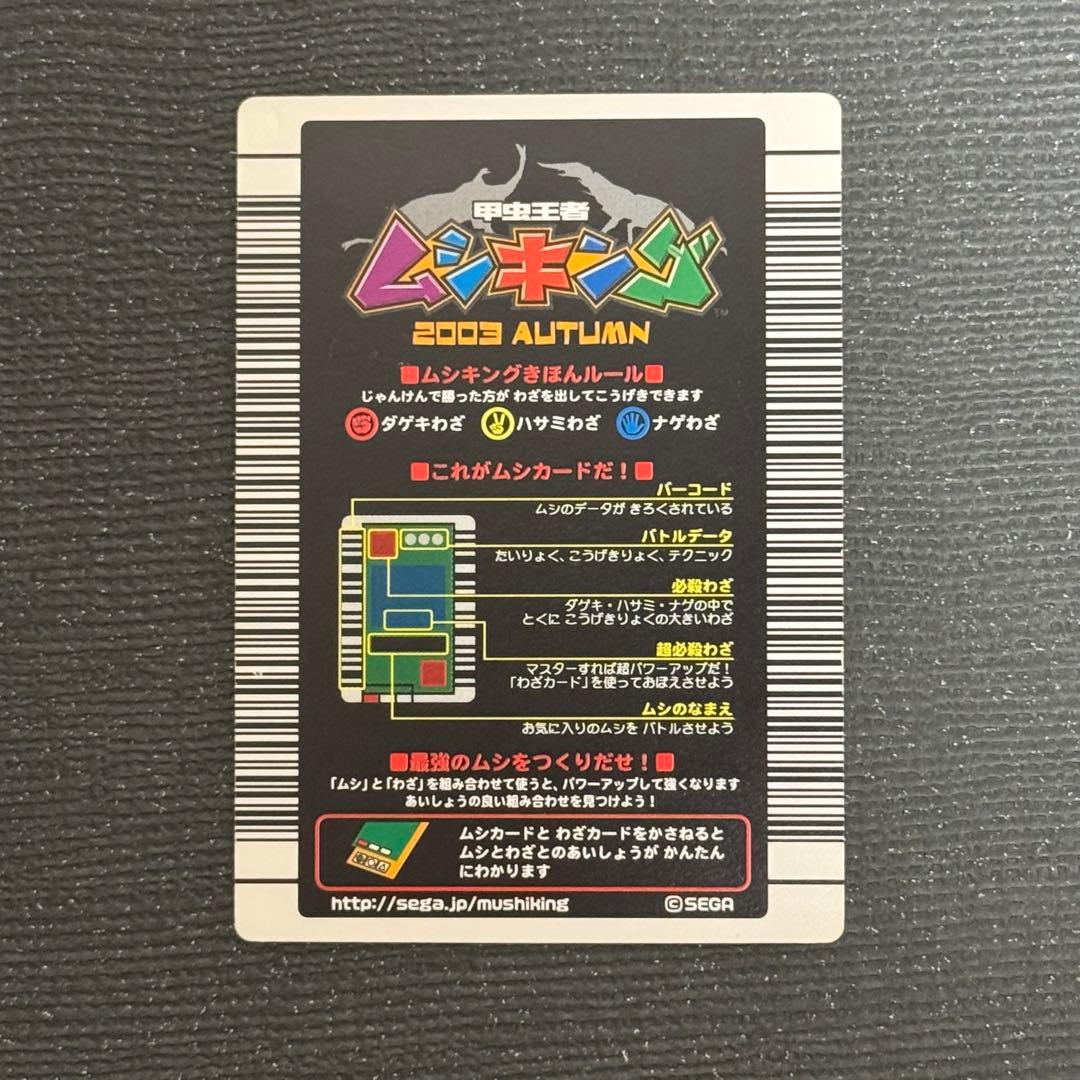 甲虫王者
ムシキング
TM
2003 AUTUMN
■ムシキングきほんルール■
じゃんけんで勝った方が わざを出してこうげきできます
ダゲキわざ ハサミわざ ナゲわざ
■これがムシカードだ！■
バーコード
ムシのデータが きろくされている
バトルデータ
たいりょく、こうげきりょく、テクニック
必殺わざ
ダゲキ・ハサミ・ナゲの中で
とくに こうげきりょくの大きいわざ
超必殺わざ
マスターすれば超パワーアップだ！
「わざカード」を使っておぼえさせよう
ムシのなまえ
お気に入りのムシを バトルさせよう
■最強のムシをつくりだせ！■
「ムシ」と「わざ」を組み合わせて使うと、パワーアップして強くなります
あいしょうの良い組み合わせを見つけよう！
ムシカードと わざカードをかさねると
ムシとわざとのあいしょうが かんたん
にわかります
http://sega.jp/mushiking ©SEGA